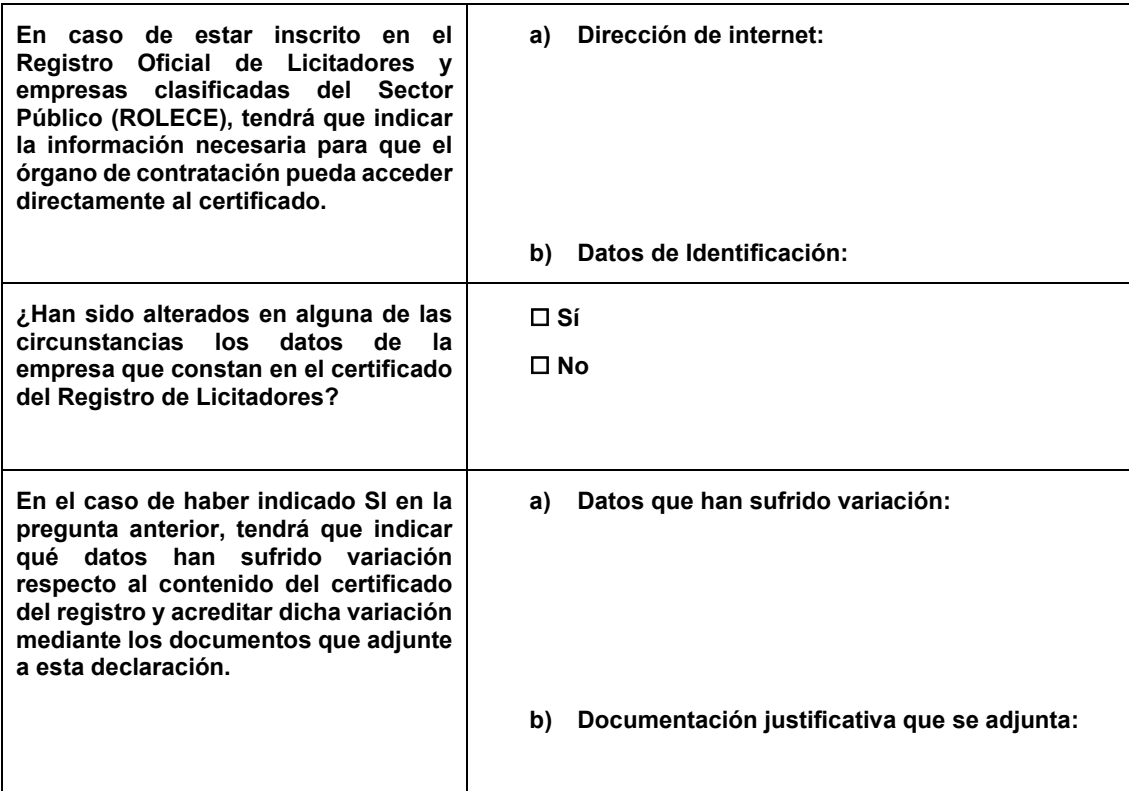 En caso de estar inscrito en el
Registro Oficial de Licitadores y
empresas clasificadas del Sector
Público (ROLECE), tendrá que indicar
la información necesaria para que el
órgano de contratación pueda acceder
directamente al certificado.
a) Dirección de internet:
b) Datos de Identificación:
¿Han sido alterados en alguna de las
circunstancias los datos de la
empresa que constan en el certificado
del Registro de Licitadores?
☐ Sí
☐ No
En el caso de haber indicado SI en la
pregunta anterior, tendrá que indicar
qué datos han sufrido variación
respecto al contenido del certificado
del registro y acreditar dicha variación
mediante los documentos que adjunte
a esta declaración.
a) Datos que han sufrido variación:
b) Documentación justificativa que se adjunta: